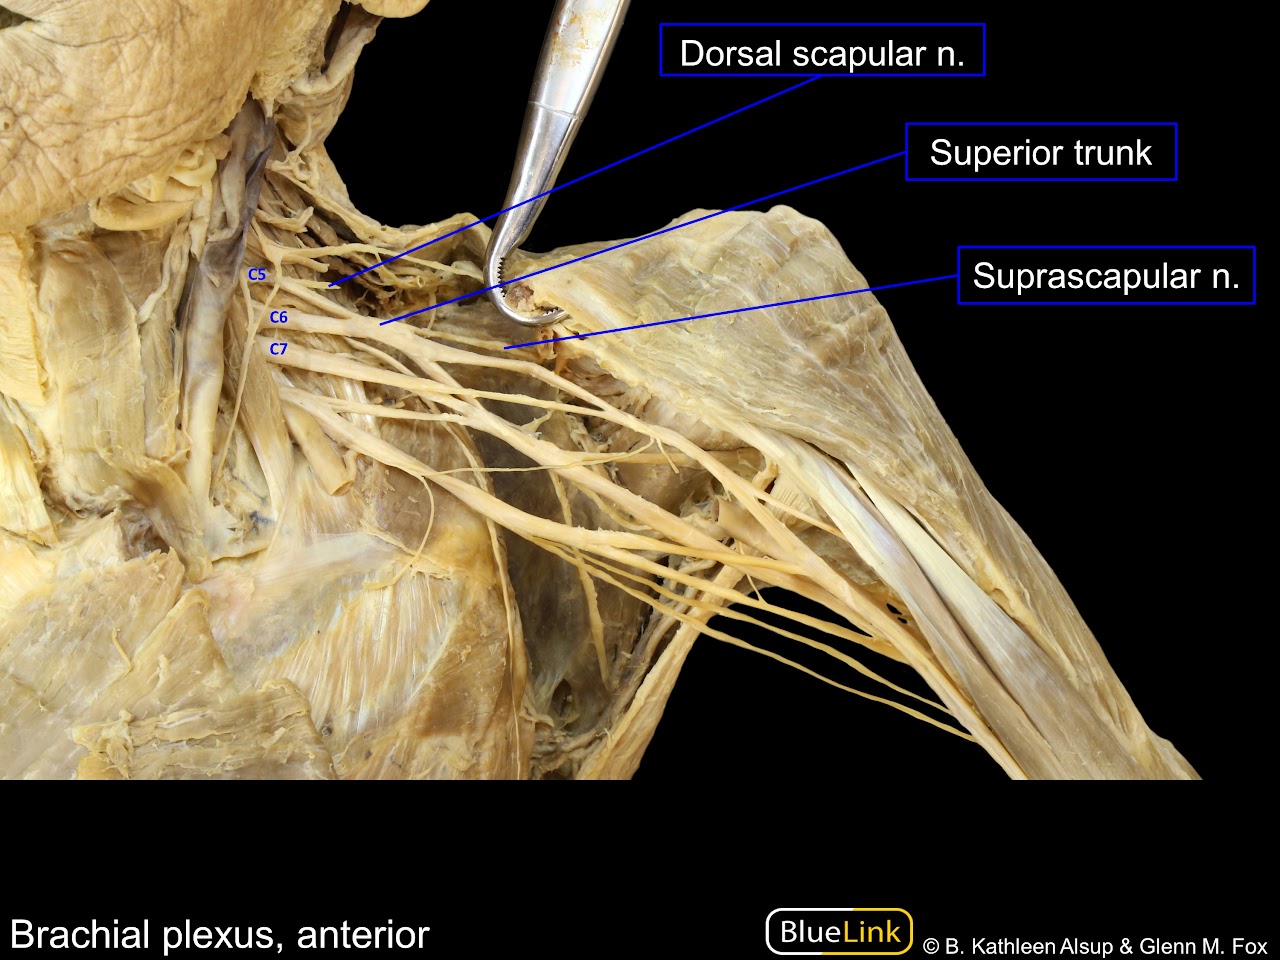 Dorsal scapular n.
Superior trunk
Suprascapular n.
C5
C6
C7
Brachial plexus, anterior
BlueLink
© B. Kathleen Alsup & Glenn M. Fox